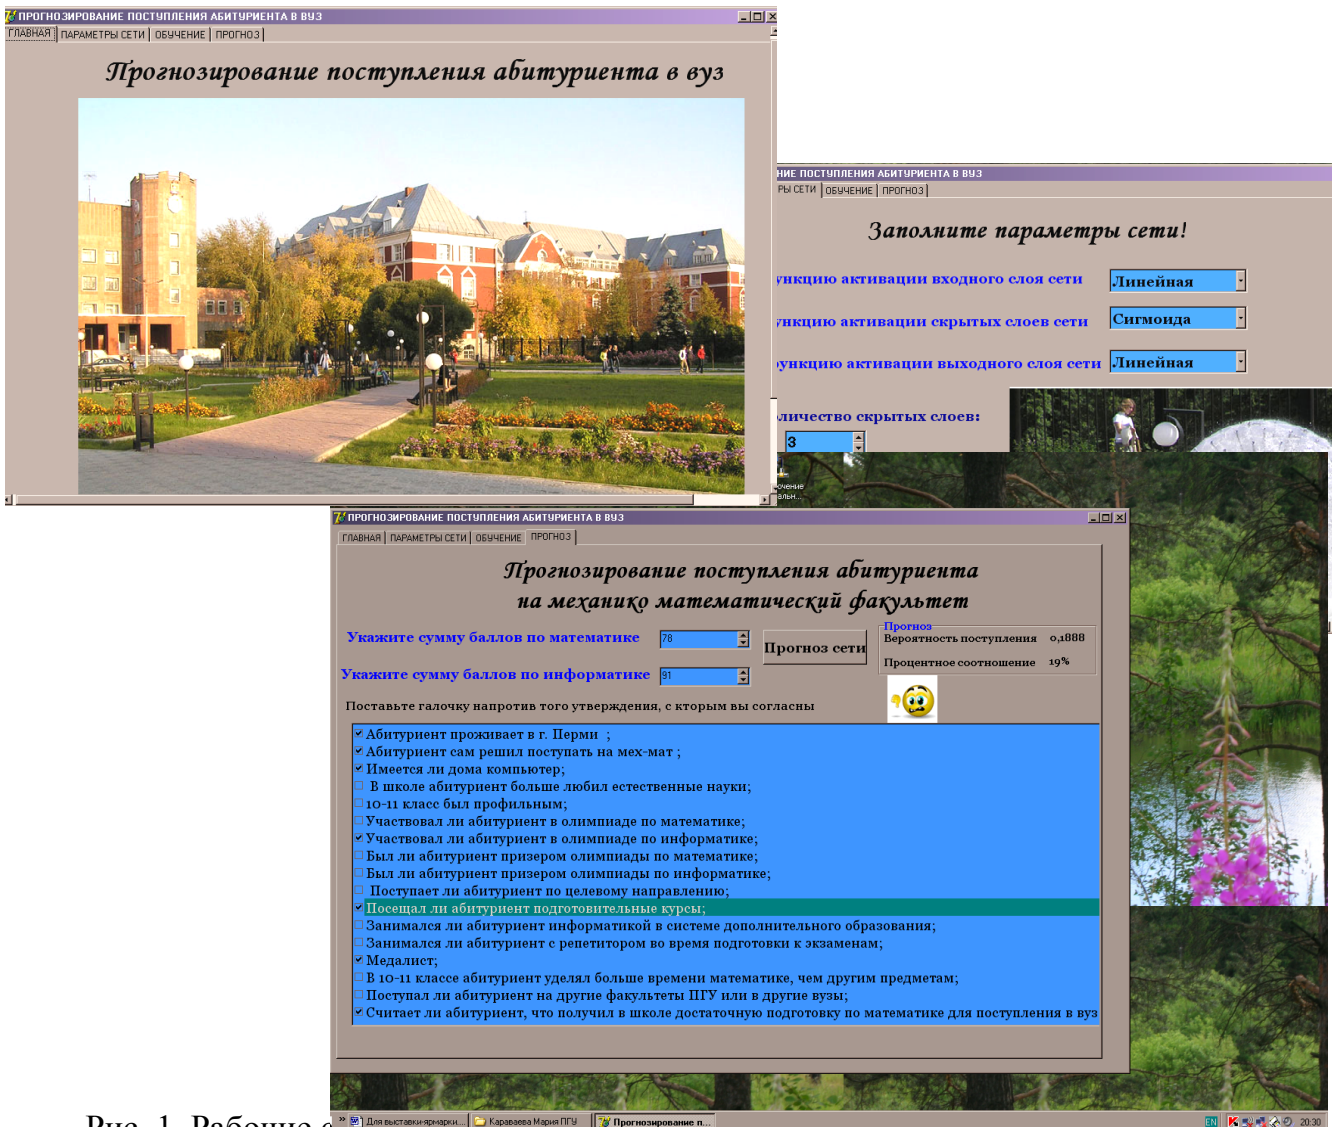 ПРОГНОЗИРОВАНИЕ ПОСТУПЛЕНИЯ АБИТУРИЕНТА В ВУЗ
ГЛАВНАЯ ПАРАМЕТРЫ СЕТИ ОБУЧЕНИЕ ПРОГНОЗ
Прогнозирование поступления абитуриента в вуз
ПОСТУПЛЕНИЯ АБИТУРИЕНТА В ВУЗ
СЕТИ ОБУЧЕНИЕ ПРОГНОЗ
Заполните параметры сети!
активации входного слоя сети Линейная
активации скрытых слоев сети Сигмоида
активации выходного слоя сети Линейная
скрытых слоев:
3
ПРОГНОЗИРОВАНИЕ ПОСТУПЛЕНИЯ АБИТУРИЕНТА В ВУЗ
ГЛАВНАЯ ПАРАМЕТРЫ СЕТИ ОБУЧЕНИЕ ПРОГНОЗ
Прогнозирование поступления абитуриента
на механико математический факультет
Укажите сумму баллов по математике 78
Прогноз сети
Прогноз
Вероятность поступления 0,1888
Процентное соотношение 19%
Укажите сумму баллов по информатике 91
Поставьте галочку напротив того утверждения, с кторым вы согласны
Абитуриент проживает в г. Перми ;
Абитуриент сам решил поступать на мех-мат ;
Имеется ли дома компьютер;
В школе абитуриент больше любил естественные науки;
10-11 класс был профильным;
Участвовал ли абитуриент в олимпиаде по математике;
Участвовал ли абитуриент в олимпиаде по информатике;
Был ли абитуриент призером олимпиады по математике;
Был ли абитуриент призером олимпиады по информатике;
Поступает ли абитуриент по целевому направлению;
Посещал ли абитуриент подготовительные курсы;
Занимался ли абитуриент информатикой в системе дополнительного образования;
Занимался ли абитуриент с репетитором во время подготовки к экзаменам;
Медалист;
В 10-11 классе абитуриент уделял больше времени математике, чем другим предметам;
Поступал ли абитуриент на другие факультеты ПГУ или в другие вузы;
Считает ли абитуриент, что получил в школе достаточную подготовку по математике для поступления в вуз
Рис. 1. Рабочие
» Для выставки-ярмарки.... Караваева Мария ПГУ Прогнозирование п... EN 20:30